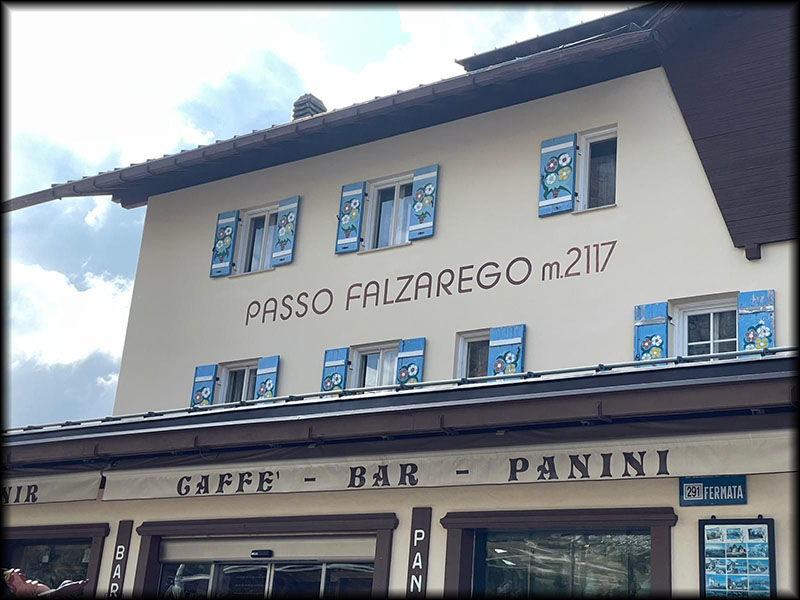 PASSO FALZAREGO m.2117
NIR
CAFFE' - BAR - PANINI
291 FERMATA
BAR
PAN